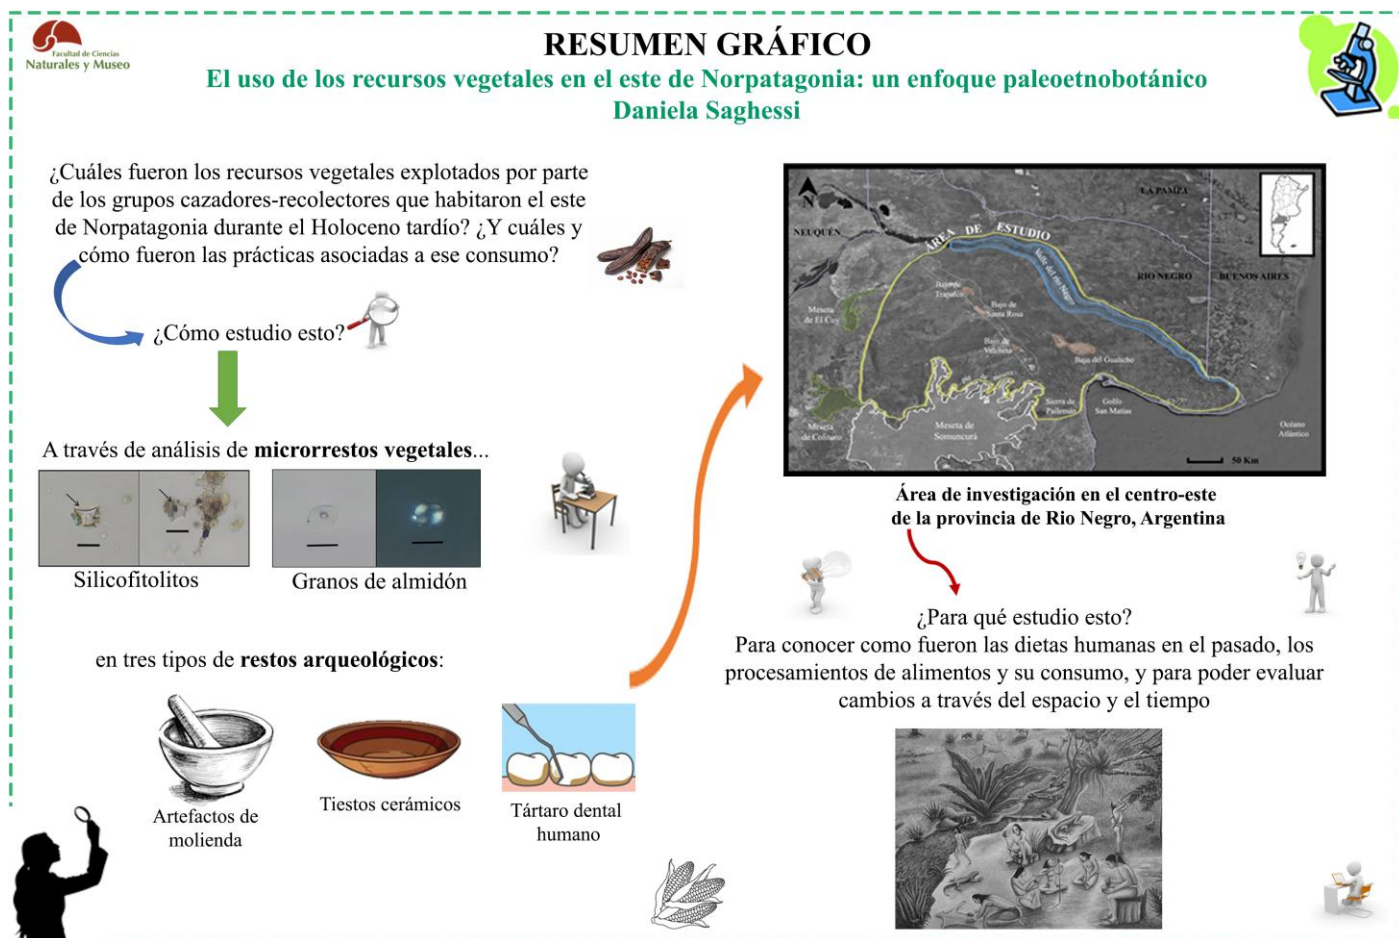 Facultad de Ciencias
Naturales y Museo
RESUMEN GRÁFICO
El uso de los recursos vegetales en el este de Norpatagonia: un enfoque paleoetnobotánico
Daniela Saghessi
¿Cuáles fueron los recursos vegetales explotados por parte
de los grupos cazadores-recolectores que habitaron el este
de Norpatagonia durante el Holoceno tardío? ¿Y cuáles y
cómo fueron las prácticas asociadas a ese consumo?
¿Cómo estudio esto?
A través de análisis de microrrestos vegetales...
Silicofitolitos
Granos de almidón
en tres tipos de restos arqueológicos:
Artefactos de
molienda
Tiestos cerámicos
Tártaro dental
humano
N
LA PAMPA
NEUQUÉN
ÁREA DE ESTUDIO
Valle del río Negro
RIO NEGRO
BUENOS AIRES
Bajo de
Trapalcó
Bajo de
Santa Rosa
Meseta
de El Cuy
Bajo de
Valcheta
Bajo del Gualicho
Sierra de
Pailemán
Golfo
San Matías
Meseta
de Colinato
Meseta de
Somuncurá
Océano
Atlántico
50 Km
Área de investigación en el centro-este
de la provincia de Rio Negro, Argentina
¿Para qué estudio esto?
Para conocer como fueron las dietas humanas en el pasado, los
procesamientos de alimentos y su consumo, y para poder evaluar
cambios a través del espacio y el tiempo